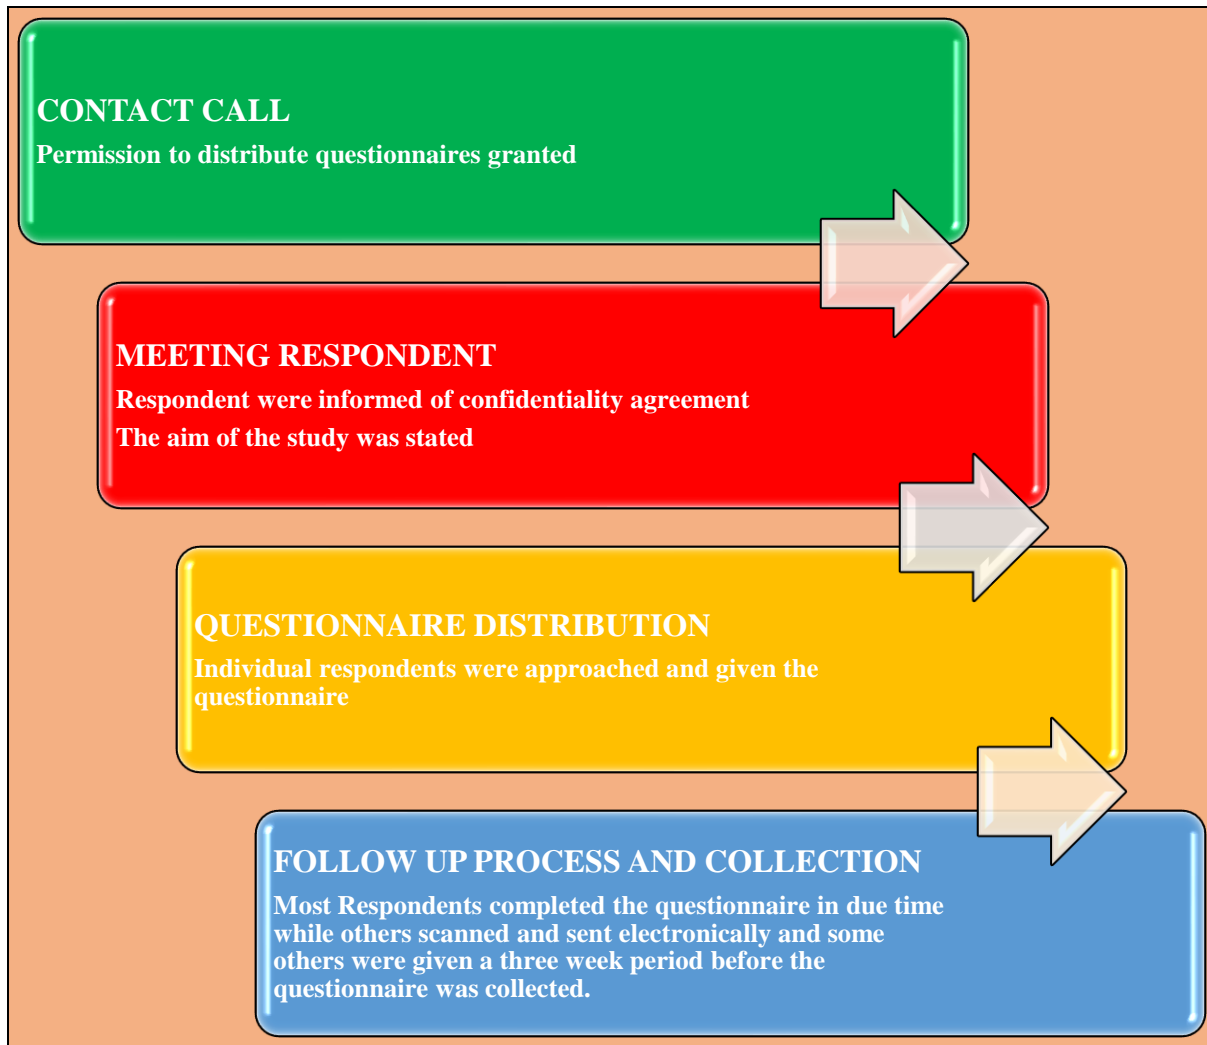 CONTACT CALL
Permission to distribute questionnaires granted
MEETING RESPONDENT
Respondent were informed of confidentiality agreement
The aim of the study was stated
QUESTIONNAIRE DISTRIBUTION
Individual respondents were approached and given the
questionnaire
FOLLOW UP PROCESS AND COLLECTION
Most Respondents completed the questionnaire in due time
while others scanned and sent electronically and some
others were given a three week period before the
questionnaire was collected.